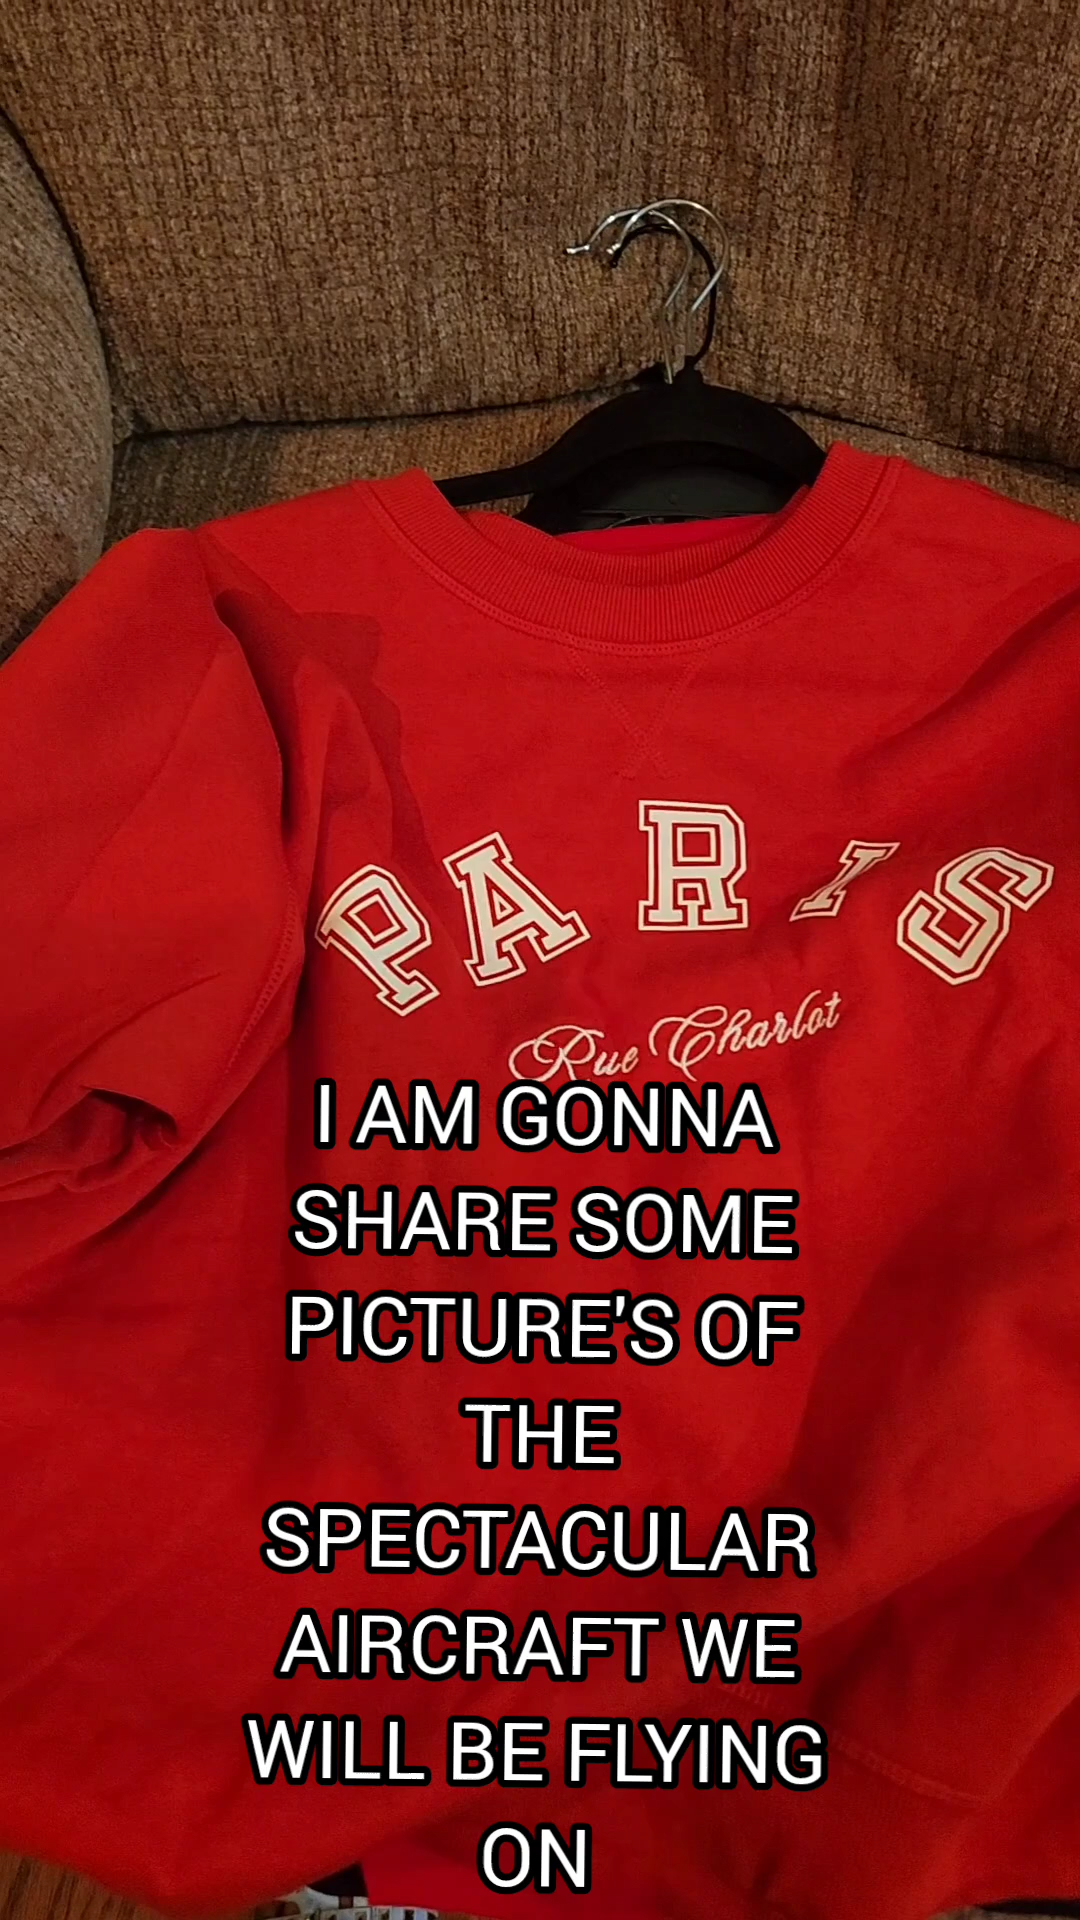 PARIS
Rue Charlot
I AM GONNA
SHARE SOME
PICTURE'S OF
THE
SPECTACULAR
AIRCRAFT WE
WILL BE FLYING
ON